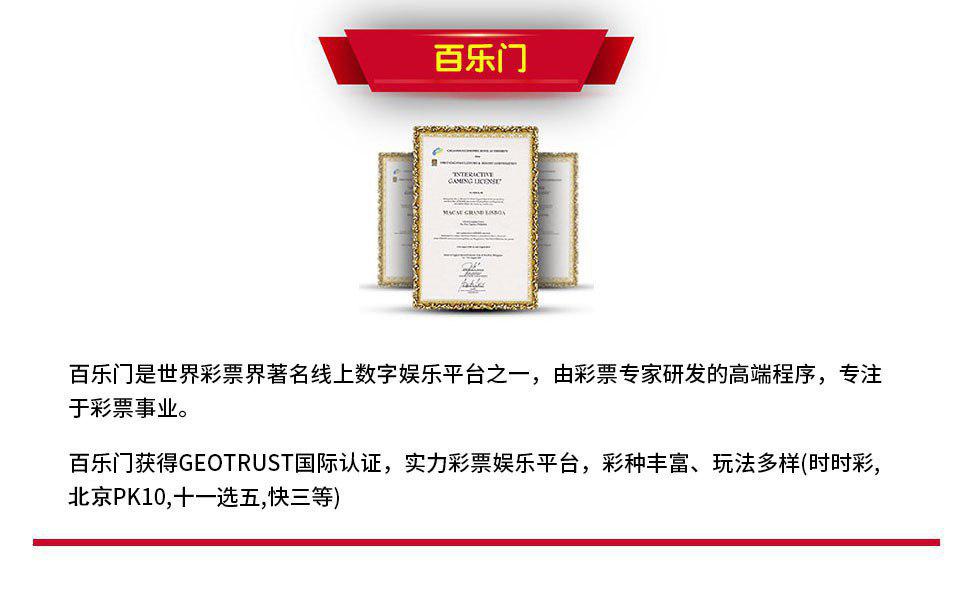 百乐门
"INTERACTIVE
GAMING LICENSE"
MACAU GRAND LISBOA
百乐门是世界彩票界著名线上数字娱乐平台之一，由彩票专家研发的高端程序，专注
于彩票事业。
百乐门获得GEOTRUST国际认证，实力彩票娱乐平台，彩种丰富、玩法多样(时时彩,
北京PK10,十一选五,快三等)